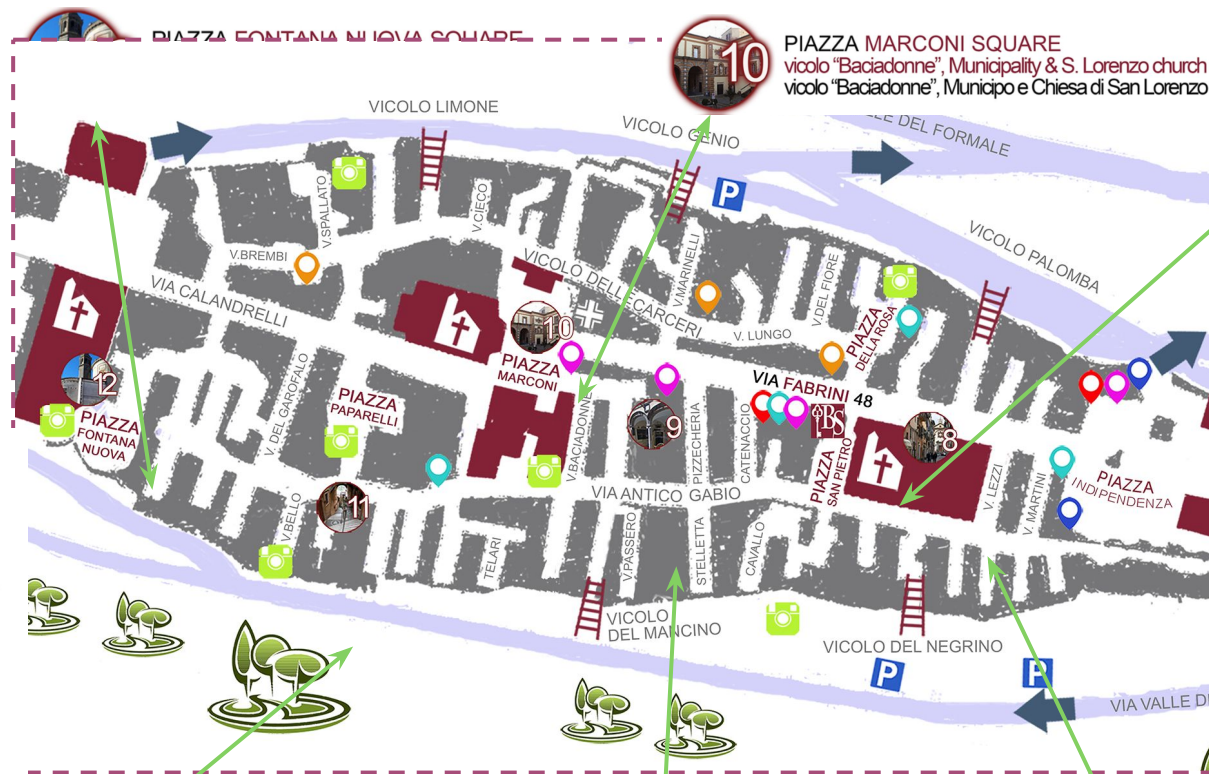 PIAZZA FONTANA NUOVA SQUARE
10
PIAZZA MARCONI SQUARE
vicolo "Baciadonne", Municipality & S. Lorenzo church
vicolo "Baciadonne", Municipo e Chiesa di San Lorenzo
VICOLO LIMONE
VICOLO GENIO
LE DEL FORMALE
P
V.SPALLATO
V.CIECO
V.BREMBI
VICOLO DELLE CARCERI
V.MARINELLI
V.DEL FIORE
VICOLO PALOMBA
VIA CALANDRELLI
V. LUNGO
PIAZZA
DELLA ROSA
10
PIAZZA
MARCONI
12
PIAZZA
FONTANA
NUOVA
V. DEL GAROFALO
PIAZZA
PAPARELLI
V.BACIADONNE
9
PIZZECHERIA
CATENACCIO
VIA FABRINI 48
BS
PIAZZA
SAN PIETRO
8
V. LEZZI
V. MARTINI
PIAZZA
INDIPENDENZA
VIA ANTICO GABIO
11
V.BELLO
TELARI
V.PASSERO
STELLETTA
CAVALLO
VICOLO
DEL MANCINO
VICOLO DEL NEGRINO
P
P
VIA VALLE D